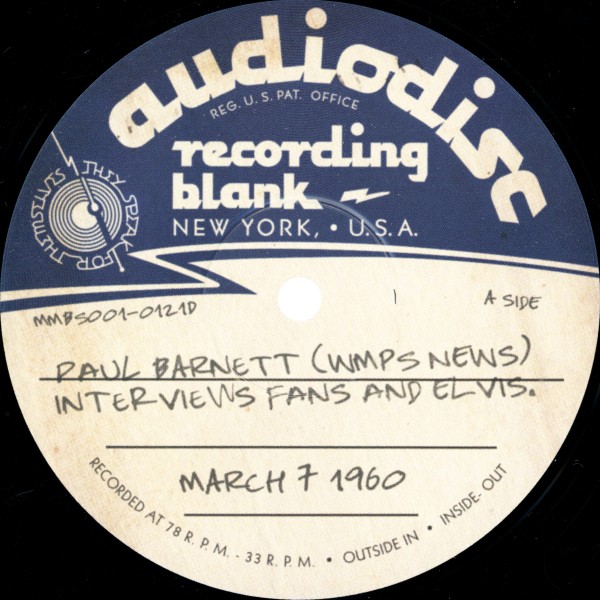 audiodisc
REG. U.S. PAT. OFFICE
recording
blank
NEW YORK, • U.S.A.
THEY SPEAK FOR THEMSELVES
MMBS001-0121D
A SIDE
PAUL BARNETT (WMPS NEWS)
INTERVIEWS FANS AND ELVIS.
MARCH 7 1960
RECORDED AT 78 R.P.M. - 33 R.P.M. • OUTSIDE IN • INSIDE-OUT